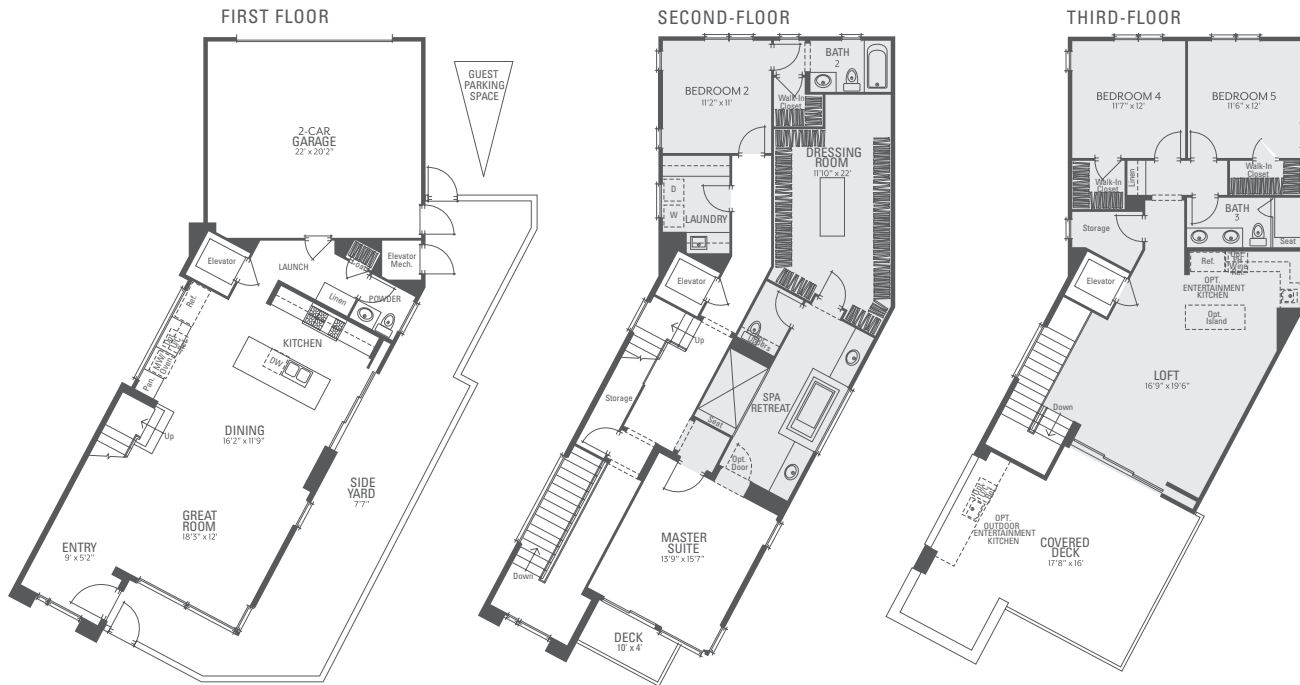 FIRST FLOOR
GUEST
PARKING
SPACE
2-CAR
GARAGE
22' x 20'2"
Elevator
LAUNCH
Coats
Elevator
Mech.
Linen
POWDER
Ref.
KITCHEN
MW
Oven
Pan.
DW
Up
DINING
16'2" x 11'9"
SIDE
YARD
7'7"
GREAT
ROOM
18'3" x 12'
ENTRY
9' x 5'2"
SECOND-FLOOR
BEDROOM 2
11'2" x 11'
BATH
2
Walk-In
Closet
DRESSING
ROOM
11'10" x 22'
D
W
LAUNDRY
Elevator
Up
Storage
Seat
SPA
RETREAT
Opt.
Door
MASTER
SUITE
13'9" x 15'7"
Down
DECK
10' x 4'
THIRD-FLOOR
BEDROOM 4
11'7" x 12'
BEDROOM 5
11'6" x 12'
Walk-In
Closet
Linen
Walk-In
Closet
BATH
3
Seat
Storage
Elevator
Ref.
Opt.
Wine
Ref.
OPT.
ENTERTAINMENT
KITCHEN
Opt.
Island
LOFT
16'9" x 19'6"
Down
OPT.
OUTDOOR
ENTERTAINMENT
KITCHEN
COVERED
DECK
17'8" x 16'